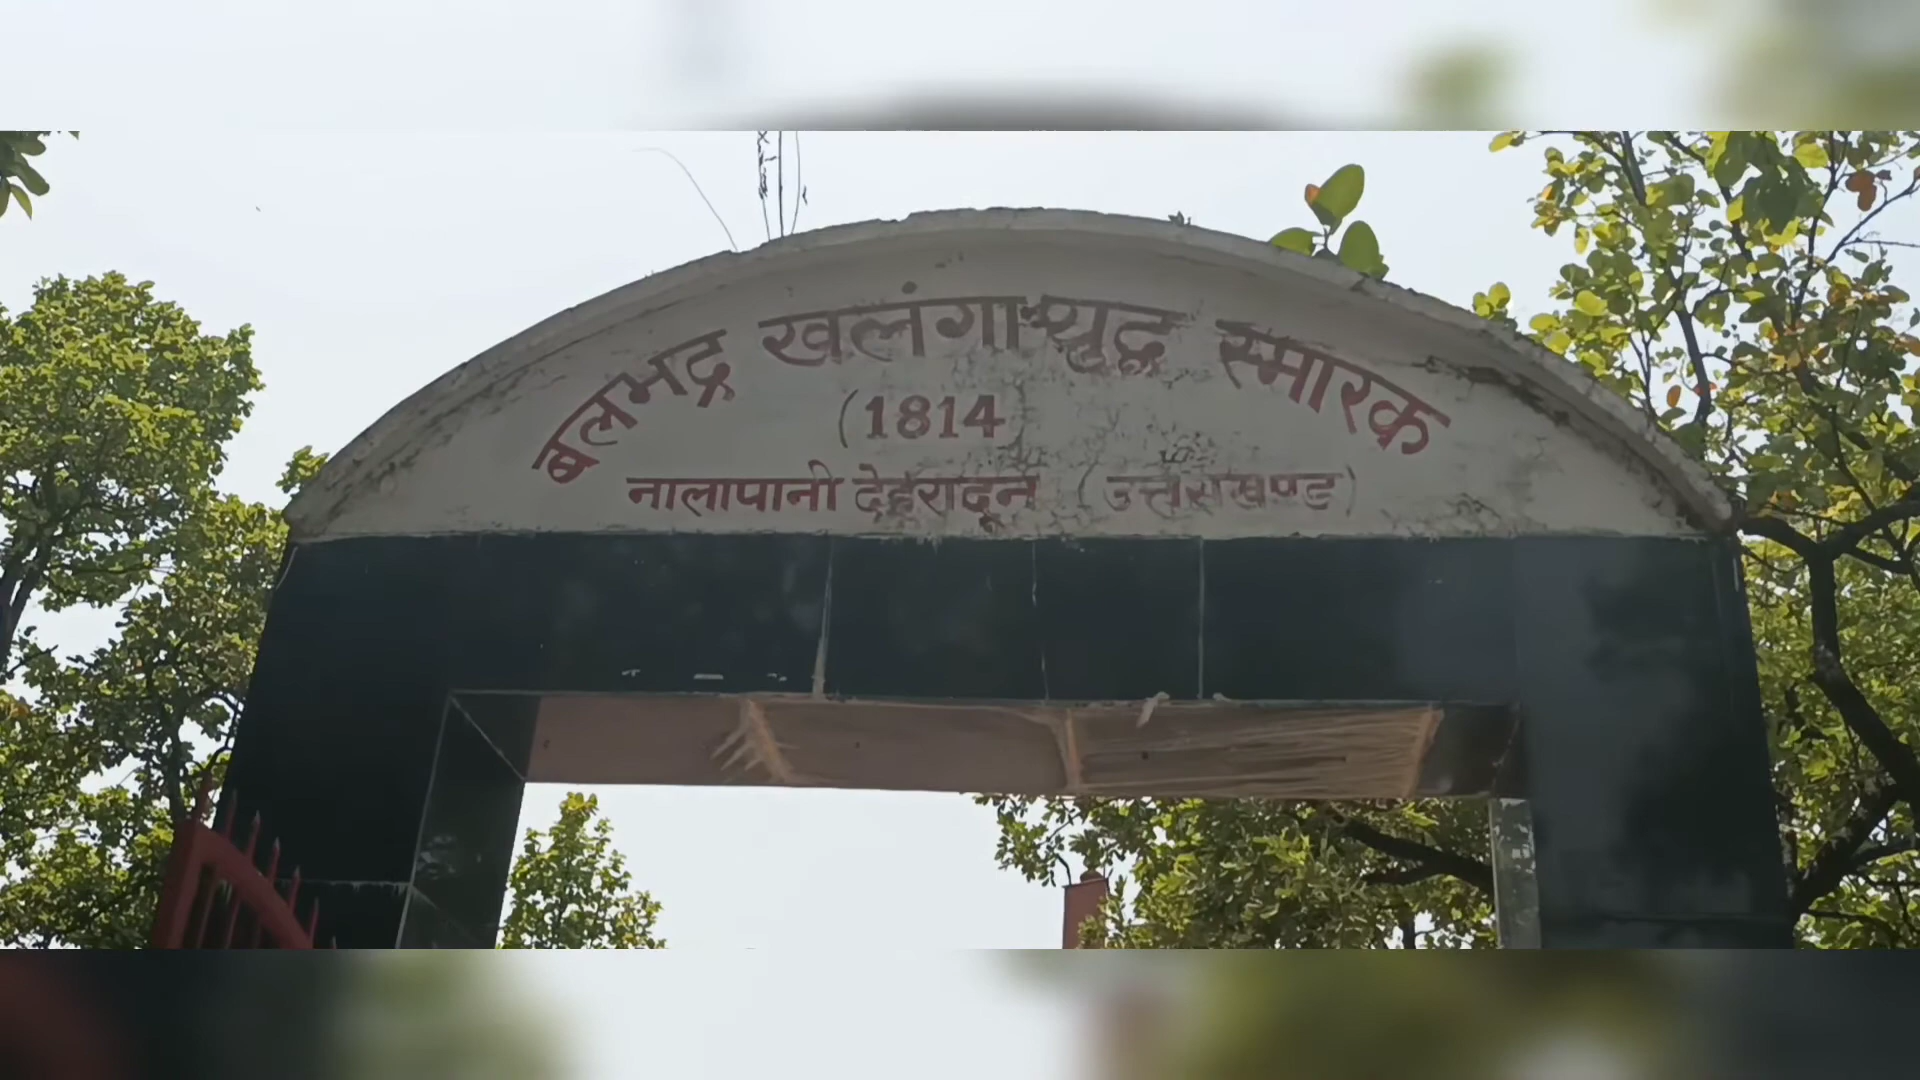 बलभद्र खलंगा युद्ध स्मारक
(1814
नालापानी देहरादून (उत्तराखण्ड)